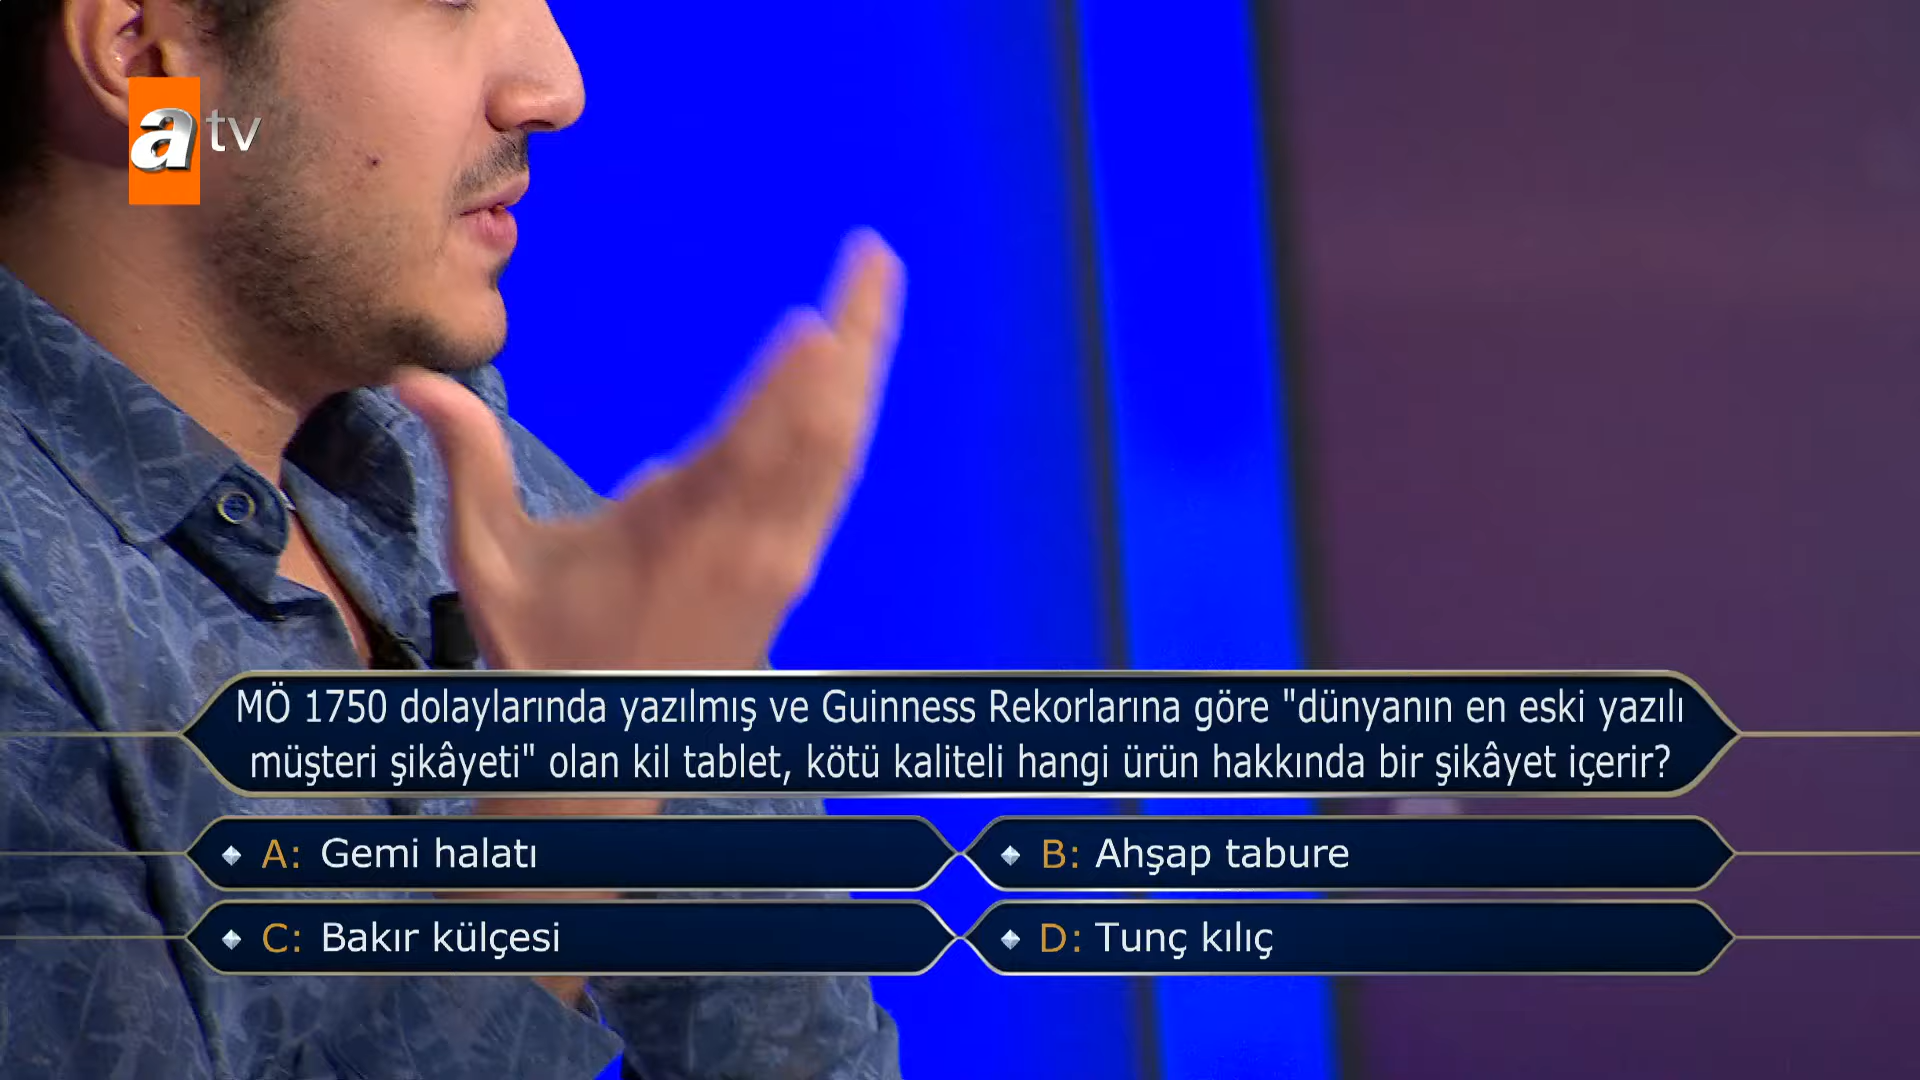 atv
MÖ 1750 dolaylarında yazılmış ve Guinness Rekorlarına göre "dünyanın en eski yazılı
müşteri şikâyeti" olan kil tablet, kötü kaliteli hangi ürün hakkında bir şikâyet içerir?
A: Gemi halatı
B: Ahşap tabure
C: Bakır külçesi
D: Tunç kılıç